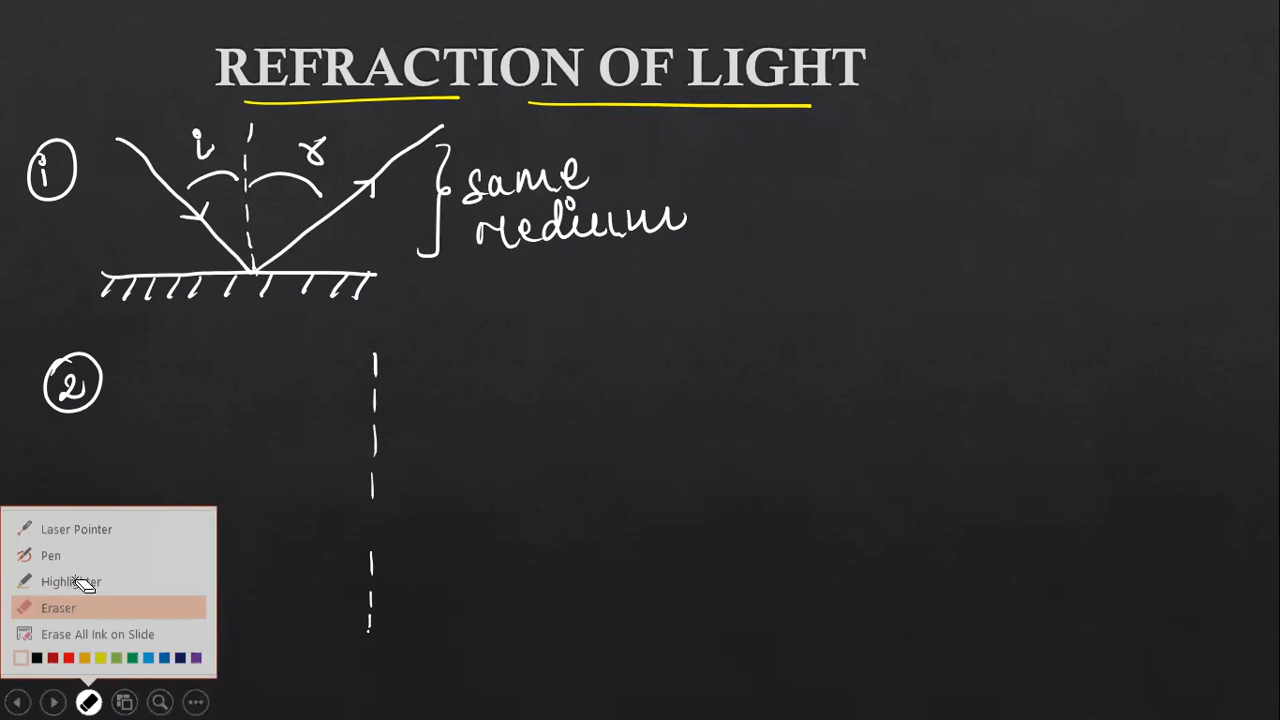 REFRACTION OF LIGHT
1
i r
same
medium
2
Laser Pointer
Pen
Highlighter
Eraser
Erase All Ink on Slide